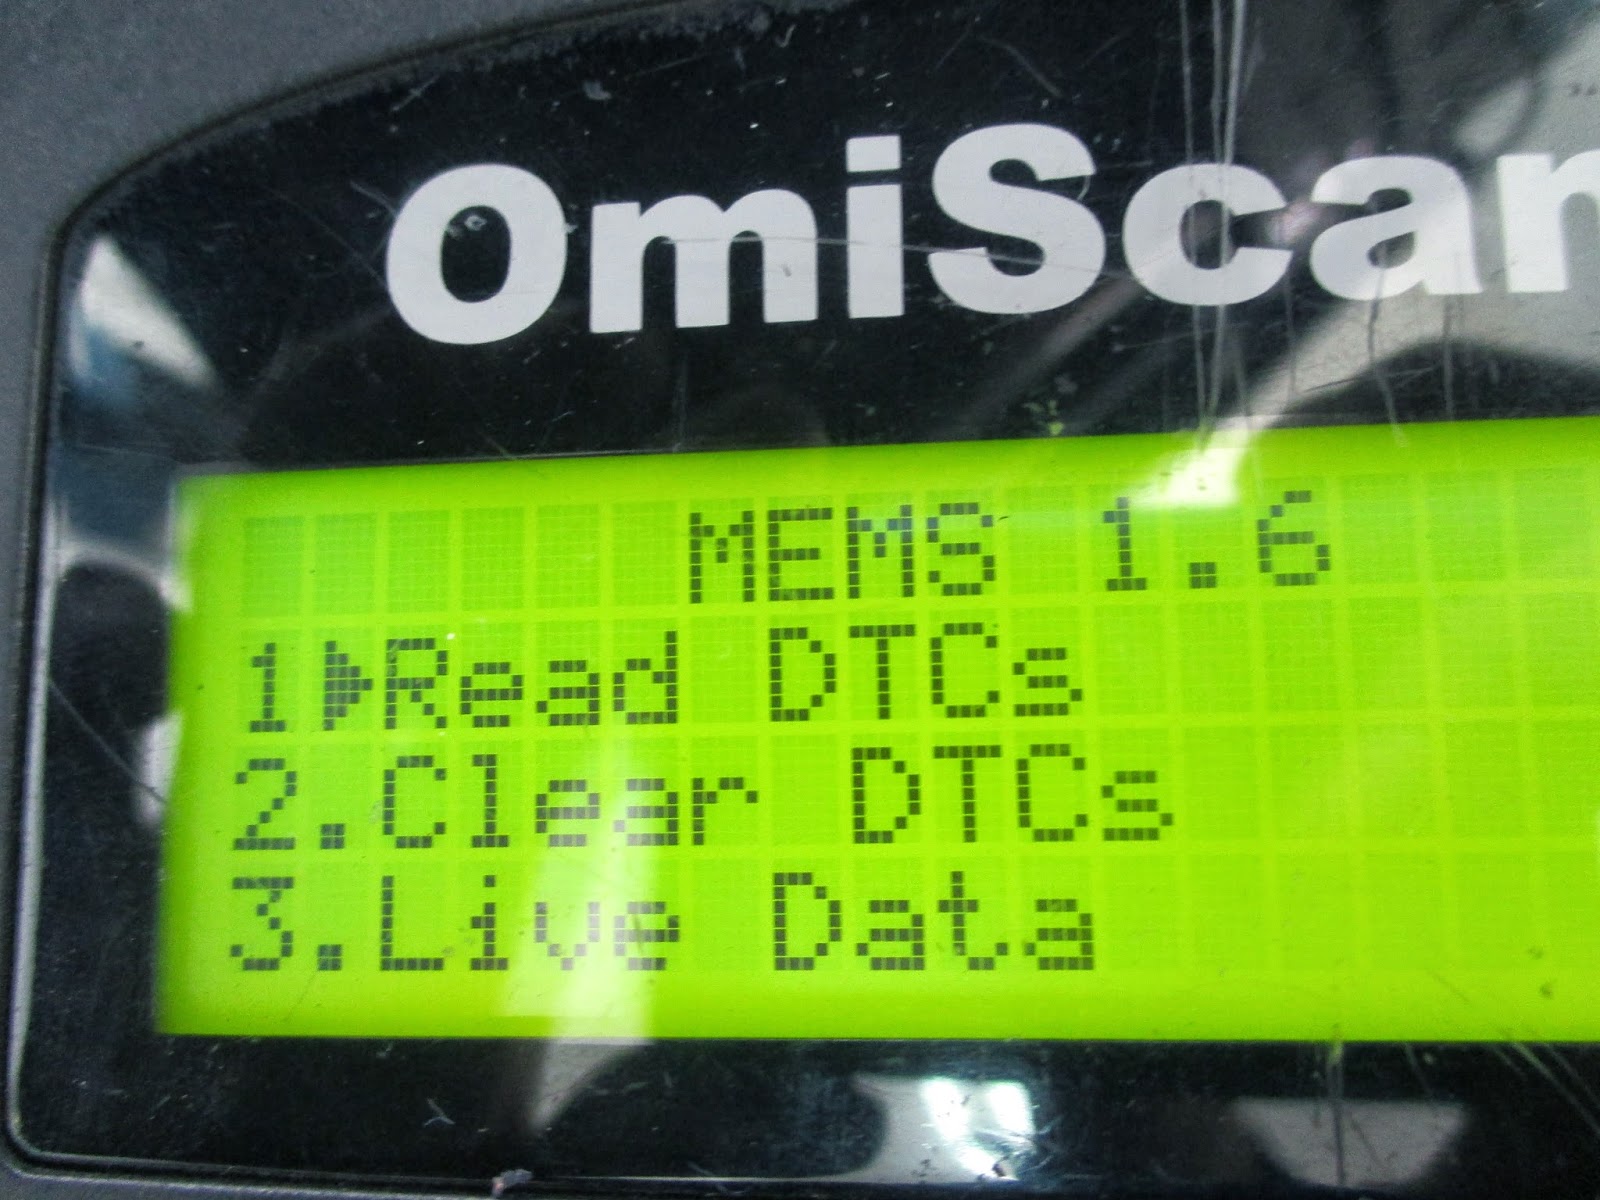 OmiScan
MEMS 1.6
1▶Read DTCs
2.Clear DTCs
3.Live Data